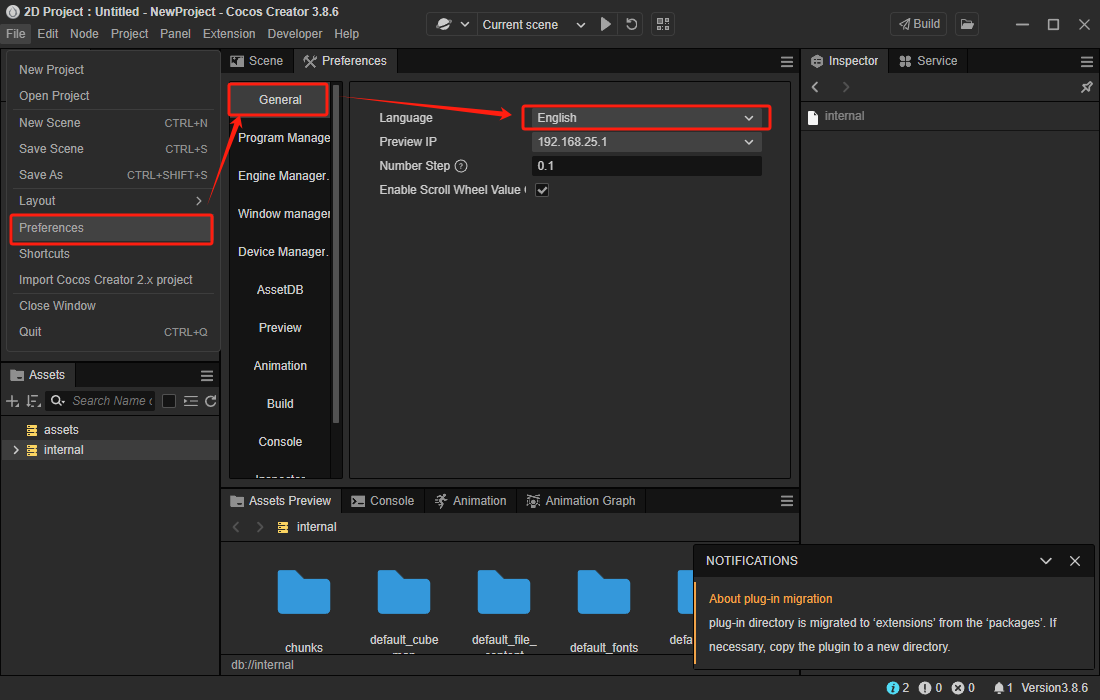 2D Project : Untitled - NewProject - Cocos Creator 3.8.6
File Edit Node Project Panel Extension Developer Help
Current scene
Build
New Project
Open Project
New Scene CTRL+N
Save Scene CTRL+S
Save As CTRL+SHIFT+S
Layout
Preferences
Shortcuts
Import Cocos Creator 2.x project
Close Window
Quit CTRL+Q
Scene Preferences
General
Program Manage
Engine Manager.
Window manager
Device Manager.
AssetDB
Preview
Animation
Build
Console
Inspector
Language English
Preview IP 192.168.25.1
Number Step ? 0.1
Enable Scroll Wheel Value
Inspector Service
internal
Assets
Search Name
assets
internal
Assets Preview Console Animation Animation Graph
internal
chunks
default_cube
default_file_
content
default_fonts
defa
db://internal
NOTIFICATIONS
About plug-in migration
plug-in directory is migrated to ‘extensions’ from the ‘packages’. If
necessary, copy the plugin to a new directory.
2 0 0 1 Version3.8.6